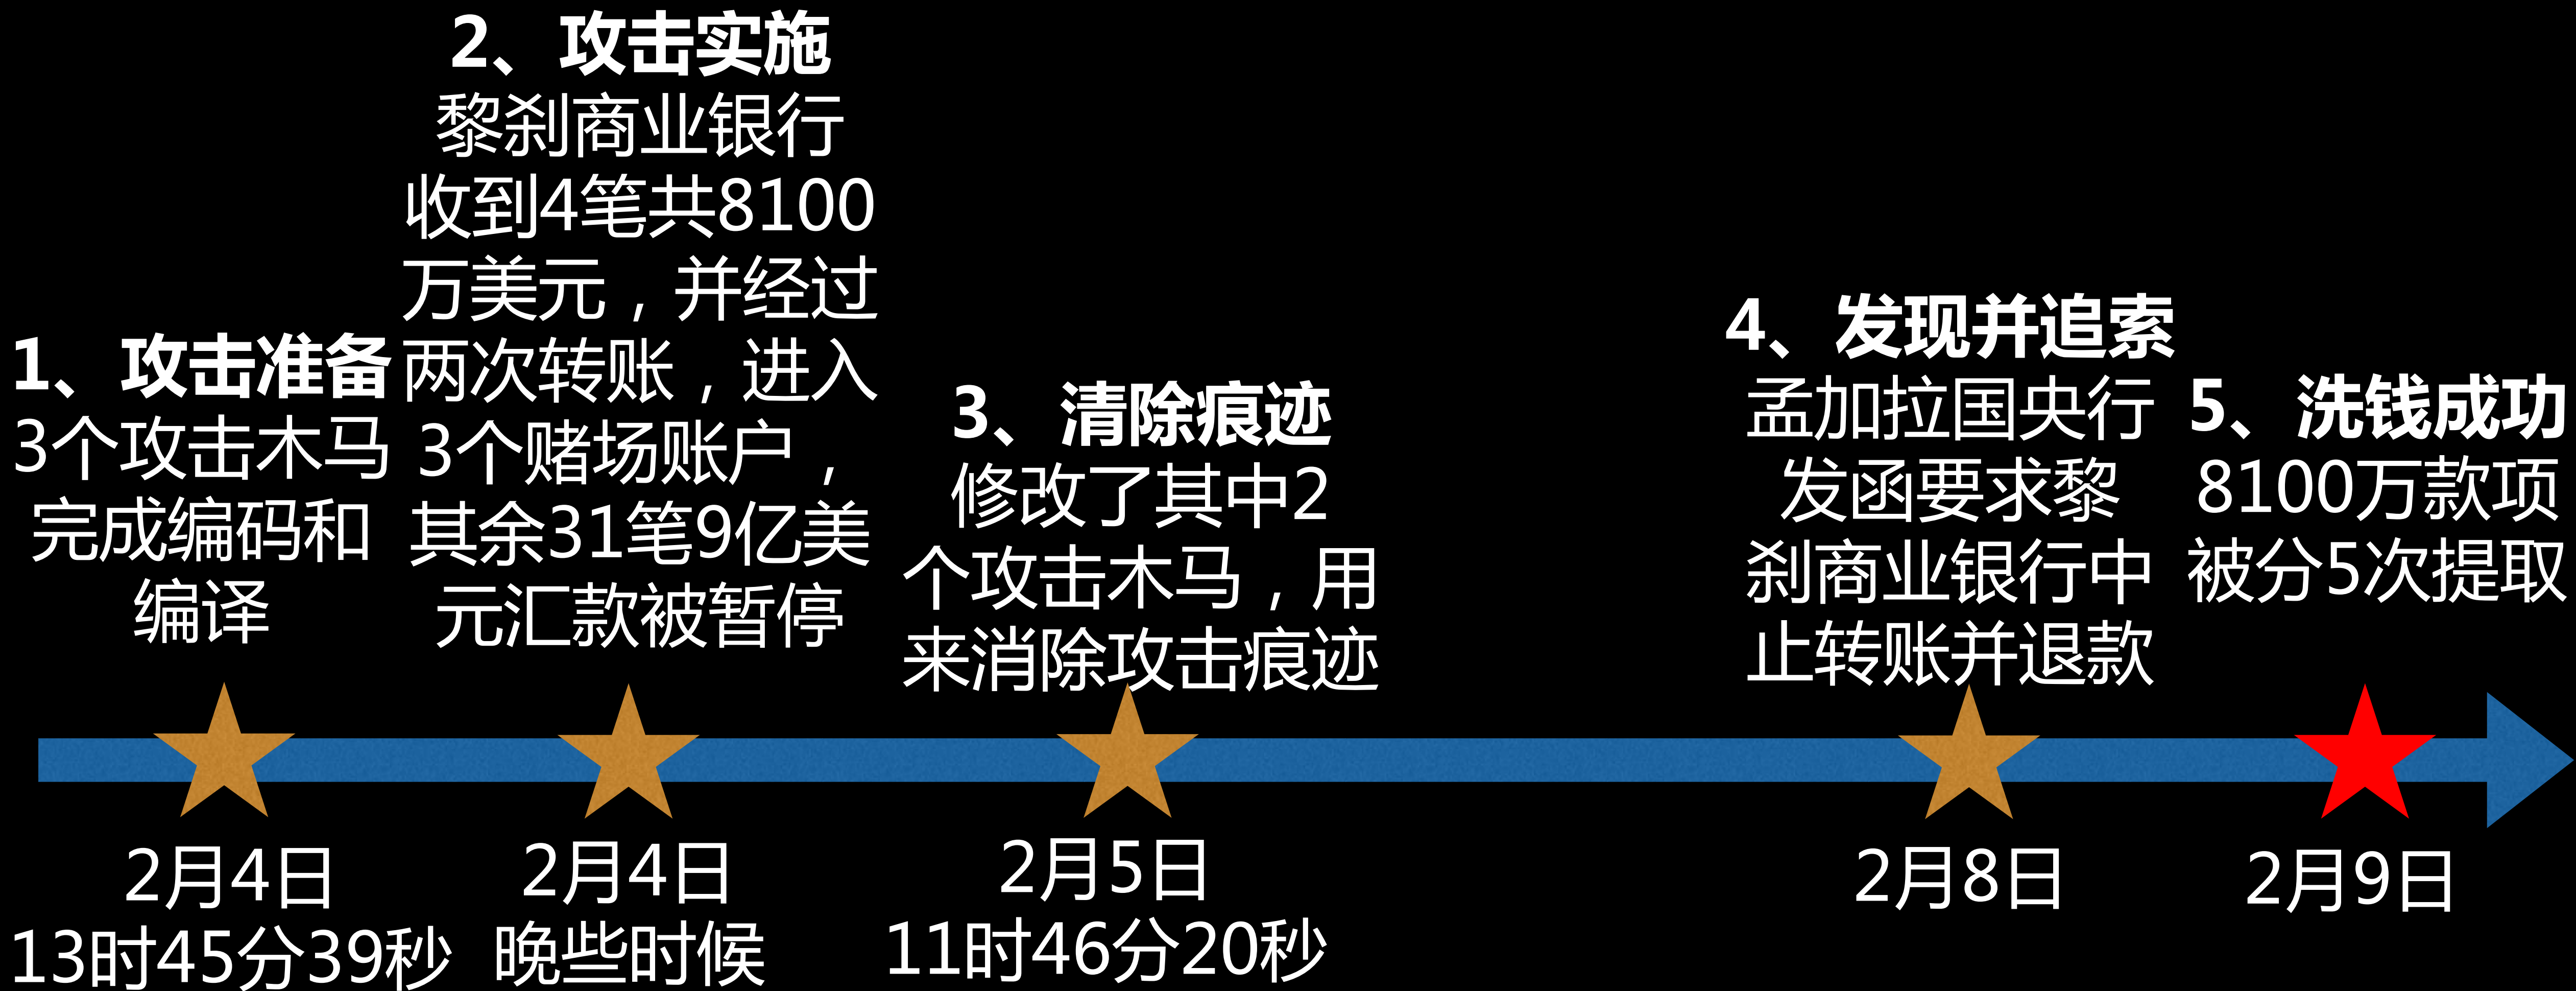 1、攻击准备
3个攻击木马
完成编码和
编译
2月4日
13时45分39秒
2、攻击实施
黎刹商业银行
收到4笔共8100
万美元，并经过
两次转账，进入
3个赌场账户，
其余31笔9亿美
元汇款被暂停
2月4日
晚些时候
3、清除痕迹
修改了其中2
个攻击木马，用
来消除攻击痕迹
2月5日
11时46分20秒
4、发现并追索
孟加拉国央行
发函要求黎
刹商业银行中
止转账并退款
2月8日
5、洗钱成功
8100万款项
被分5次提取
2月9日